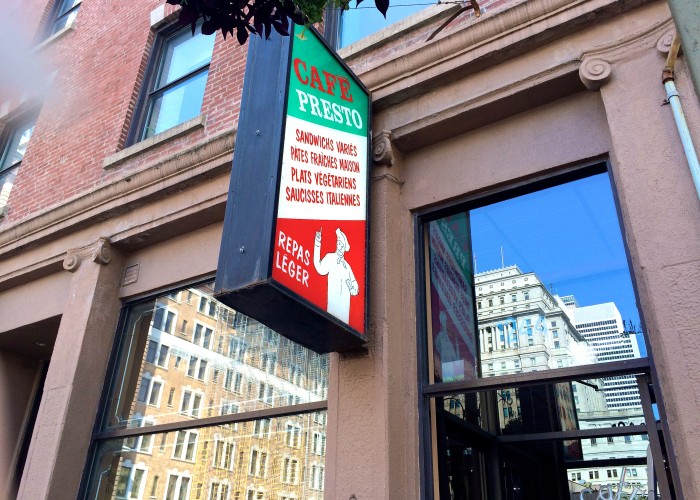 CAFÉ
PRESTO
SANDWICHS VARIÉS
PÂTES FRAÎCHES MAISON
PLATS VÉGÉTARIENS
SAUCISSES ITALIENNES
REPAS
LÉGER